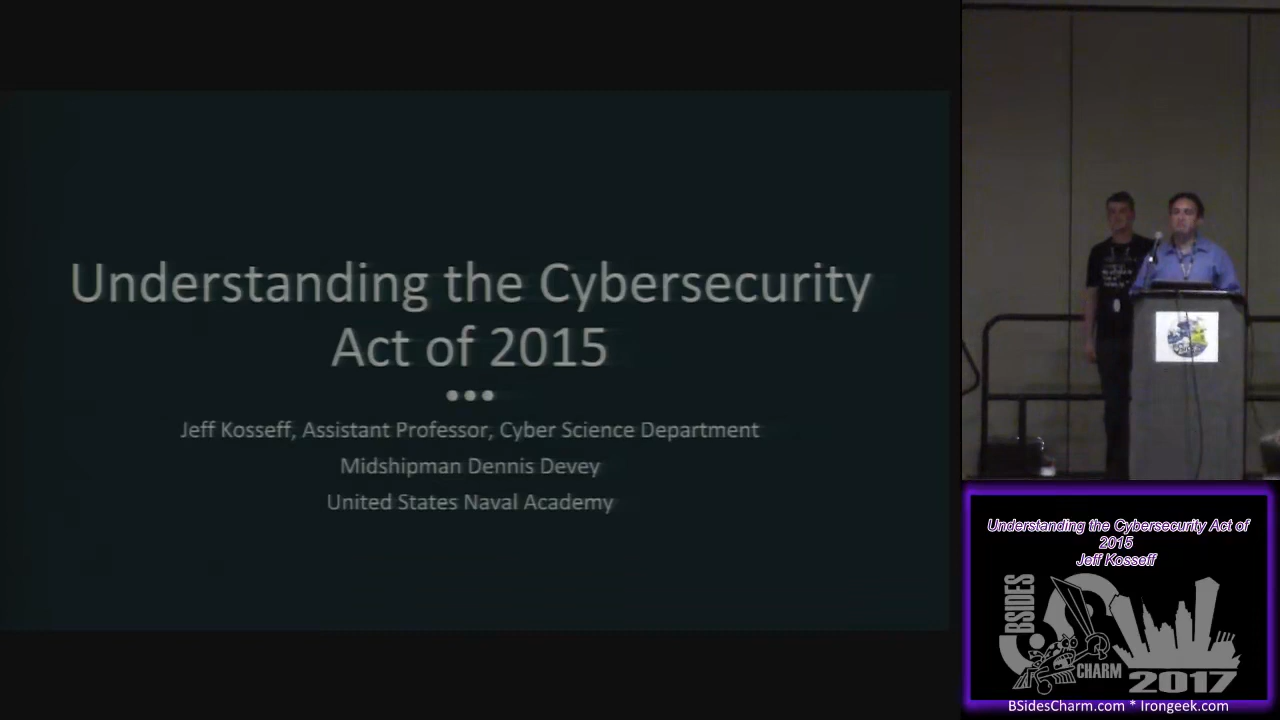 Understanding the Cybersecurity
Act of 2015
Jeff Kosseff, Assistant Professor, Cyber Science Department
Midshipman Dennis Devey
United States Naval Academy
Understanding the Cybersecurity Act of
2015
Jeff Kosseff
BSIDES
CHARM
2017
BSidesCharm.com * Irongeek.com